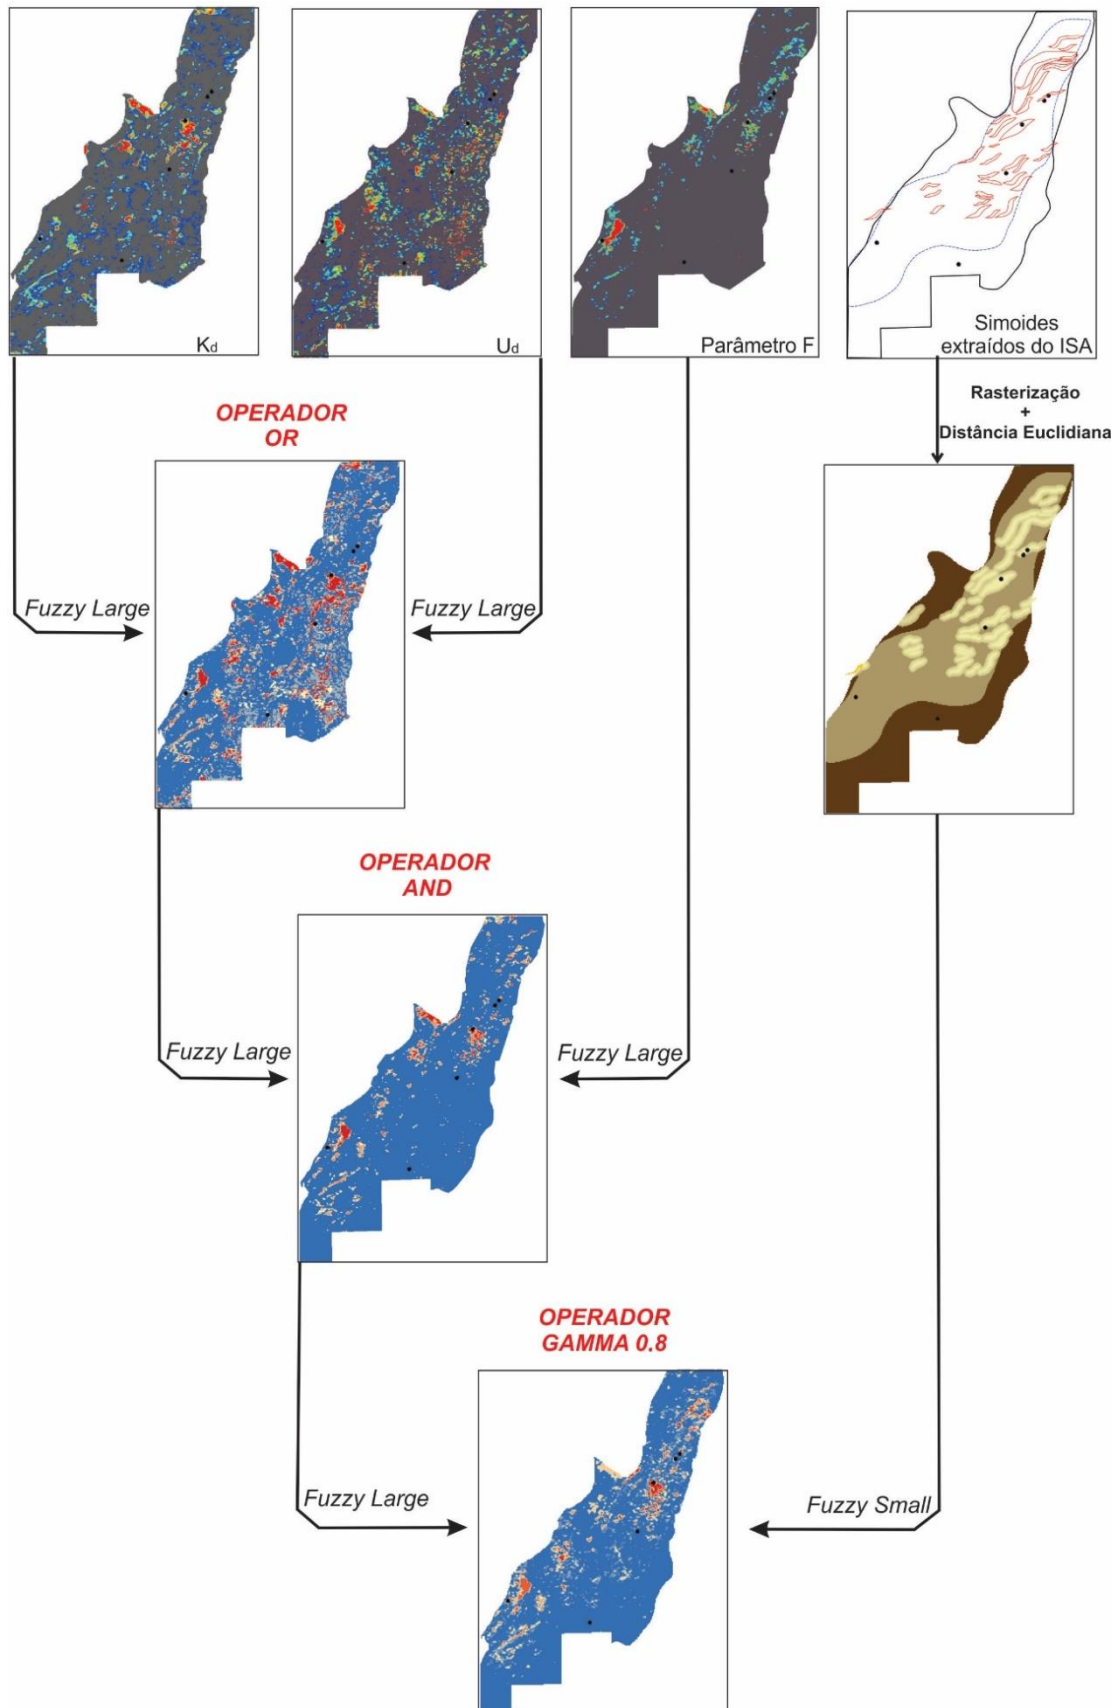 Kd
Ud
Parâmetro F
Simoides
extraídos do ISA
Rasterização
+
Distância Euclidiana
OPERADOR
OR
Fuzzy Large
Fuzzy Large
OPERADOR
AND
Fuzzy Large
Fuzzy Large
OPERADOR
GAMMA 0.8
Fuzzy Large
Fuzzy Small